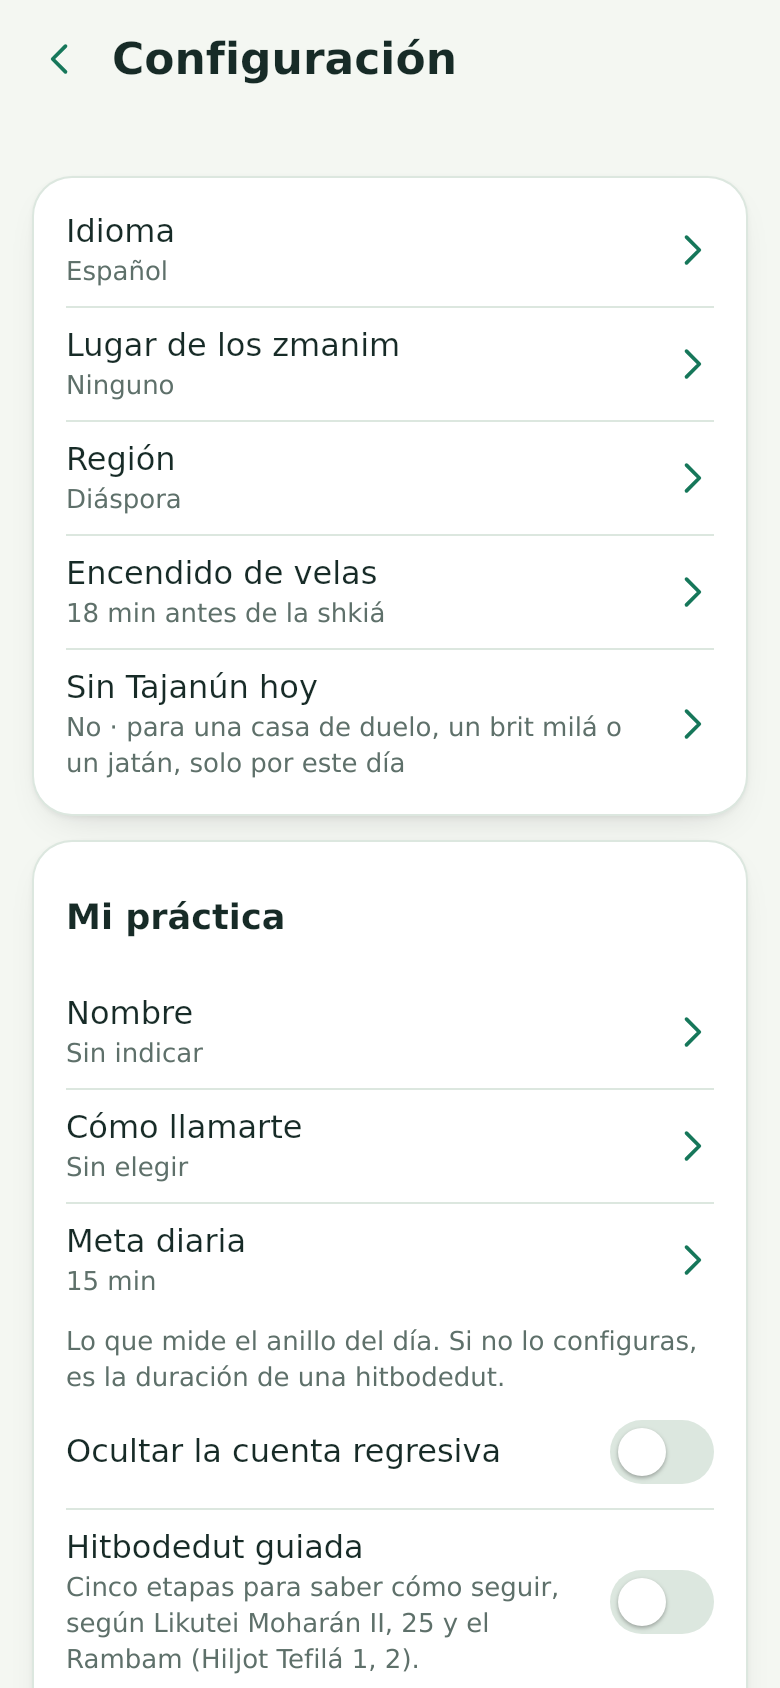 Configuración
Idioma
Español
Lugar de los zmanim
Ninguno
Región
Diáspora
Encendido de velas
18 min antes de la shkiá
Sin Tajanún hoy
No · para una casa de duelo, un brit milá o
un jatán, solo por este día
Mi práctica
Nombre
Sin indicar
Cómo llamarte
Sin elegir
Meta diaria
15 min
Lo que mide el anillo del día. Si no lo configuras,
es la duración de una hitbodedut.
Ocultar la cuenta regresiva
Hitbodedut guiada
Cinco etapas para saber cómo seguir,
según Likutei Moharán II, 25 y el
Rambam (Hiljot Tefilá 1, 2).